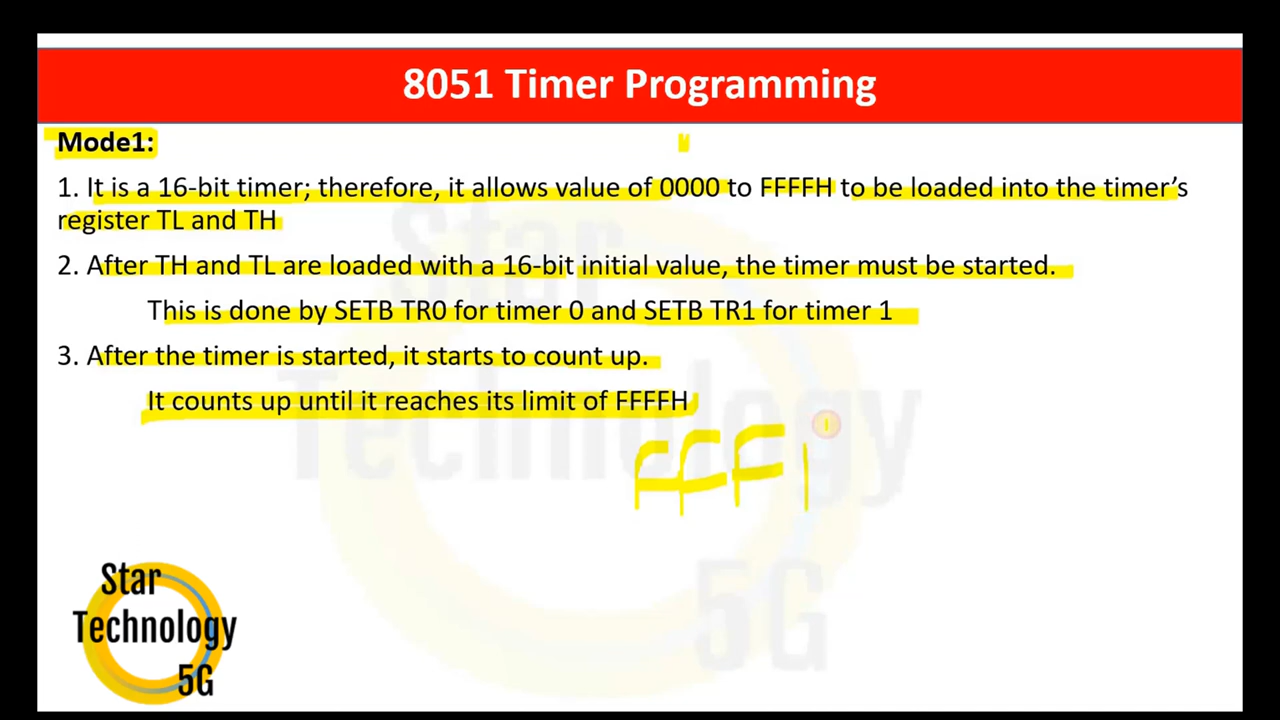 8051 Timer Programming
Mode1:
1. It is a 16-bit timer; therefore, it allows value of 0000 to FFFFH to be loaded into the timer’s
register TL and TH
2. After TH and TL are loaded with a 16-bit initial value, the timer must be started.
This is done by SETB TR0 for timer 0 and SETB TR1 for timer 1
3. After the timer is started, it starts to count up.
It counts up until it reaches its limit of FFFFH
FFF
Star
Technology
5G
Star
Technology
5G